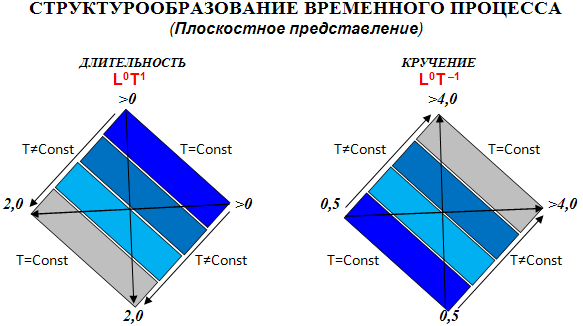 СТРУКТУРООБРАЗОВАНИЕ ВРЕМЕННОГО ПРОЦЕССА
(Плоскостное представление)
ДЛИТЕЛЬНОСТЬ
L⁰T¹
>0
T≠Const
T=Const
2,0
>0
T=Const
T≠Const
2,0
КРУЧЕНИЕ
L⁰T⁻¹
>4,0
T≠Const
T=Const
0,5
>4,0
T=Const
T≠Const
0,5